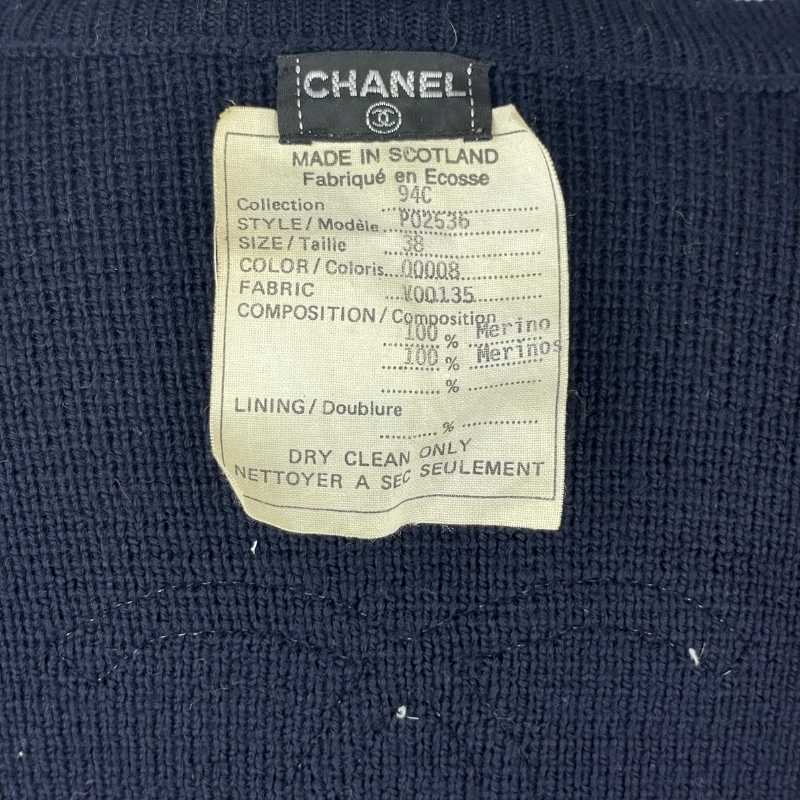 CHANEL
MADE IN SCOTLAND
Fabriqué en Ecosse
Collection 94C
STYLE / Modèle P02536
SIZE / Taille 38
COLOR / Coloris 00008
FABRIC K00135
COMPOSITION / Composition
100 % Merino
100 % Merinos
%
LINING / Doublure
%
DRY CLEAN ONLY
NETTOYER A SEC SEULEMENT